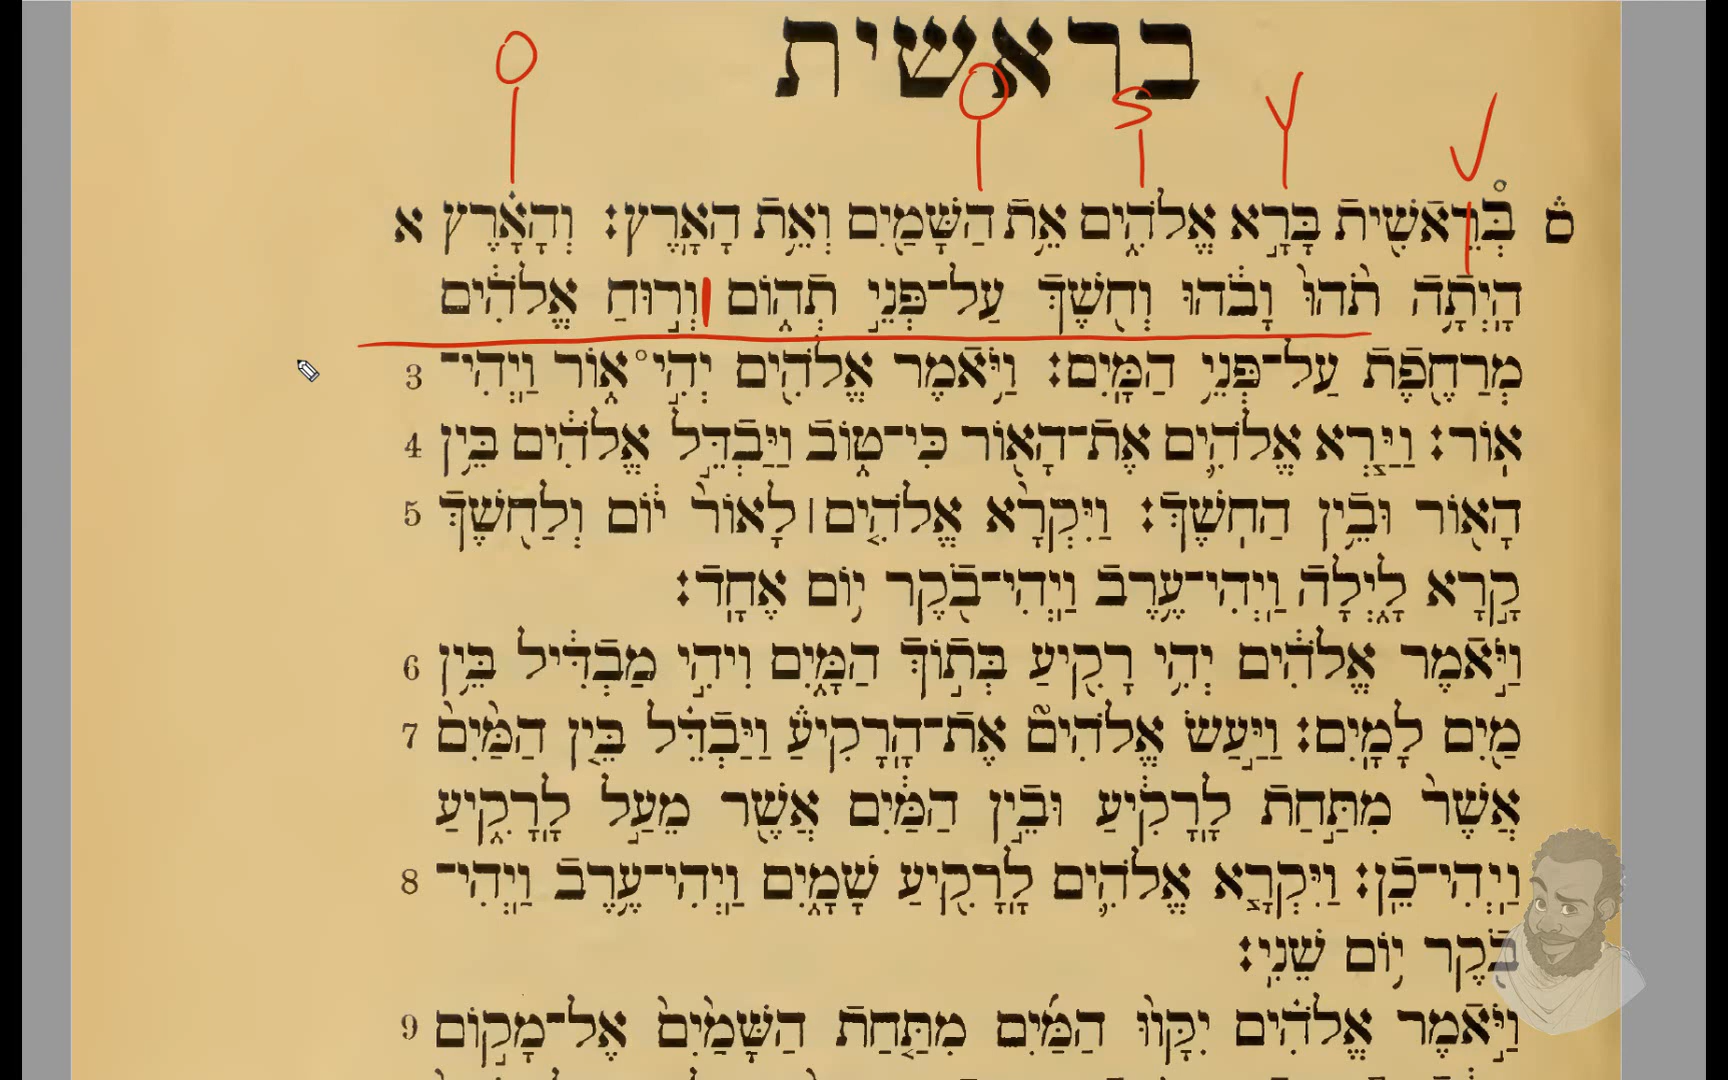 בראשית
O O S Y V
ס בְּרֵאשִׁ֖ית בָּרָ֣א אֱלֹהִ֑ים אֵ֥ת הַשָּׁמַ֖יִם וְאֵ֥ת הָאָֽרֶץ׃ וְהָאָ֗רֶץ א
הָיְתָ֥ה תֹ֙הוּ֙ וָבֹ֔הוּ וְחֹ֖שֶׁךְ עַל־פְּנֵ֣י תְה֑וֹם וְר֣וּחַ אֱלֹהִ֔ים
מְרַחֶ֖פֶת עַל־פְּנֵ֥י הַמָּֽיִם׃ וַיֹּ֥אמֶר אֱלֹהִ֖ים יְהִ֣י א֑וֹר וַֽיְהִי־ 3
אֽוֹר׃ וַיַּ֧רְא אֱלֹהִ֛ים אֶת־הָא֖וֹר כִּי־ט֑וֹב וַיַּבְדֵּ֣ל אֱלֹהִ֔ים בֵּ֥ין 4
הָא֖וֹר וּבֵ֥ין הַחֹֽשֶׁךְ׃ וַיִּקְרָ֨א אֱלֹהִ֤ים׀ לָאוֹר֙ י֔וֹם וְלַחֹ֖שֶׁךְ 5
קָ֣רָא לָ֑יְלָה וַֽיְהִי־עֶ֥רֶב וַֽיְהִי־בֹ֖קֶר י֥וֹם אֶחָֽד׃
וַיֹּ֣אמֶר אֱלֹהִ֔ים יְהִ֥י רָקִ֖יעַ בְּת֣וֹךְ הַמָּ֑יִם וִיהִ֣י מַבְדִּ֔יל בֵּ֥ין 6
מַ֖יִם לָמָֽיִם׃ וַיַּ֣עַשׂ אֱלֹהִים֮ אֶת־הָרָקִיעַ֒ וַיַּבְדֵּ֗ל בֵּ֤ין הַמַּ֙יִם֙ 7
אֲשֶׁר֙ מִתַּ֣חַת לָרָקִ֔יעַ וּבֵ֣ין הַמַּ֔יִם אֲשֶׁ֖ר מֵעַ֣ל לָרָקִ֑יעַ
וַֽיְהִי־כֵֽן׃ וַיִּקְרָ֧א אֱלֹהִ֛ים לָֽרָקִ֖יעַ שָׁמָ֑יִם וַֽיְהִי־עֶ֥רֶב וַֽיְהִי־ 8
בֹ֖קֶר י֥וֹם שֵׁנִֽי׃
וַיֹּ֣אמֶר אֱלֹהִ֗ים יִקָּו֨וּ הַמַּ֜יִם מִתַּ֤חַת הַשָּׁמַ֙יִם֙ אֶל־מָק֣וֹם 9